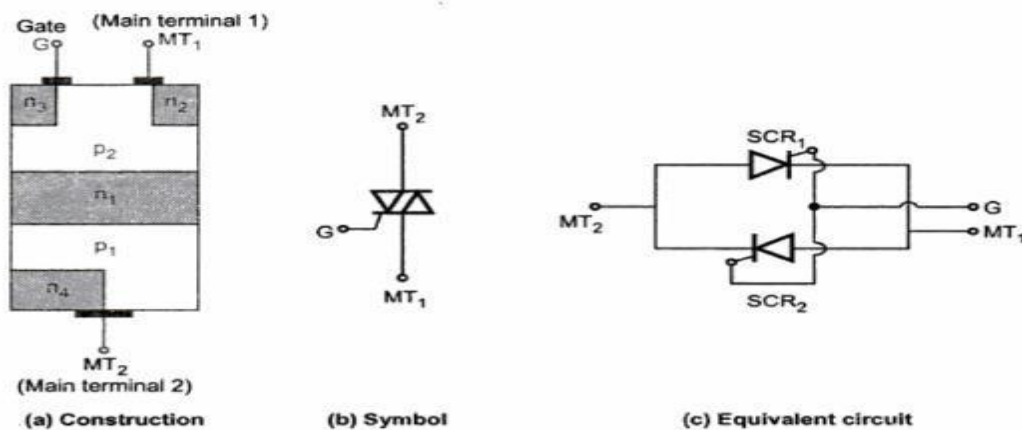 Gate
(Main terminal 1)
G
MT₁
n₃
n₂
p₂
n₁
p₁
n₄
MT₂
(Main terminal 2)
(a) Construction
MT₂
G
MT₁
(b) Symbol
SCR₁
MT₂
G
MT₁
SCR₂
(c) Equivalent circuit